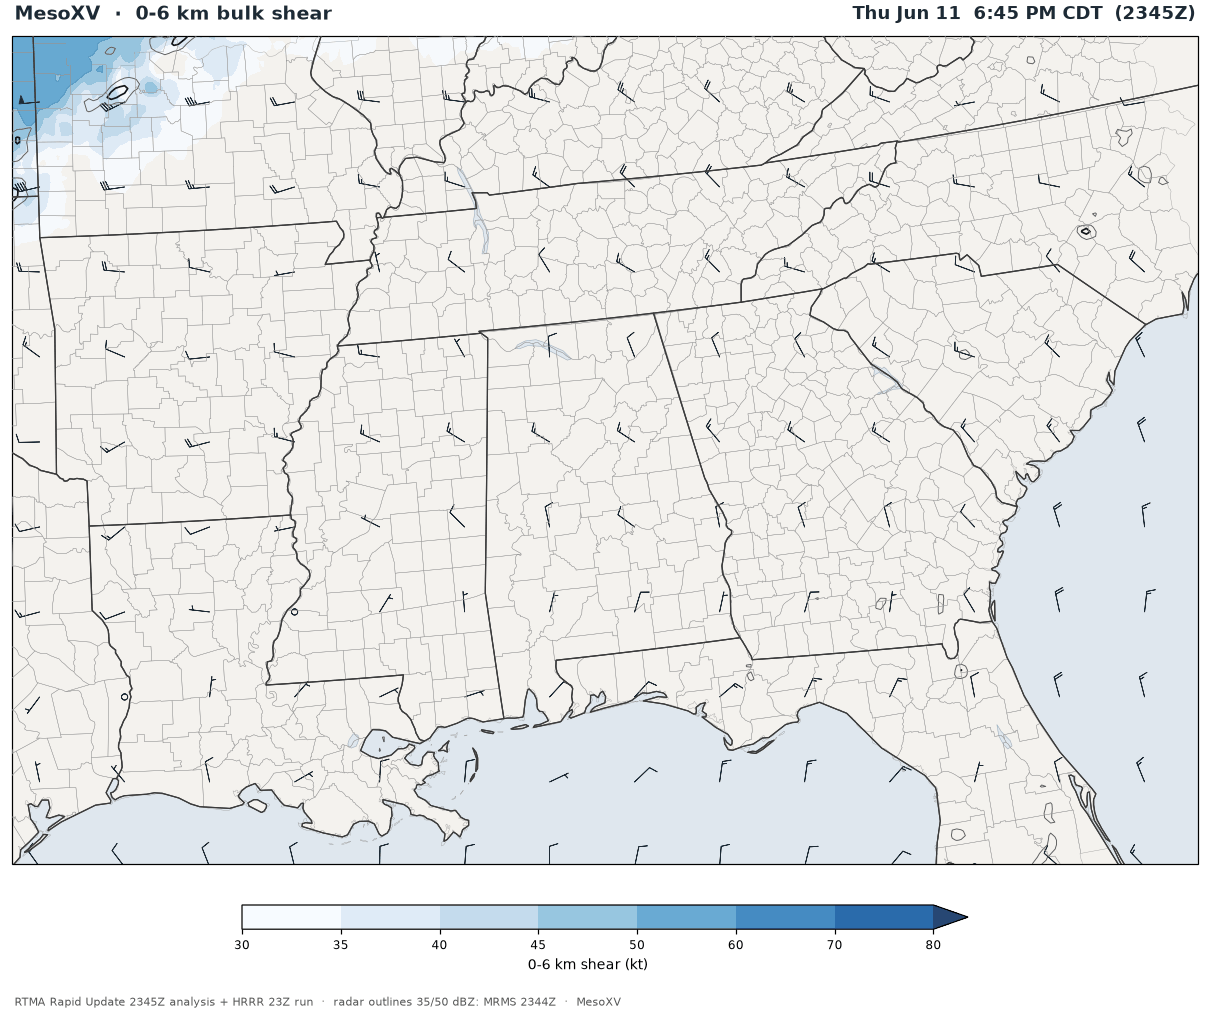 MesoXV · 0-6 km bulk shear
Thu Jun 11 6:45 PM CDT (2345Z)
30 35 40 45 50 60 70 80
0-6 km shear (kt)
RTMA Rapid Update 2345Z analysis + HRRR 23Z run · radar outlines 35/50 dBZ: MRMS 2344Z · MesoXV